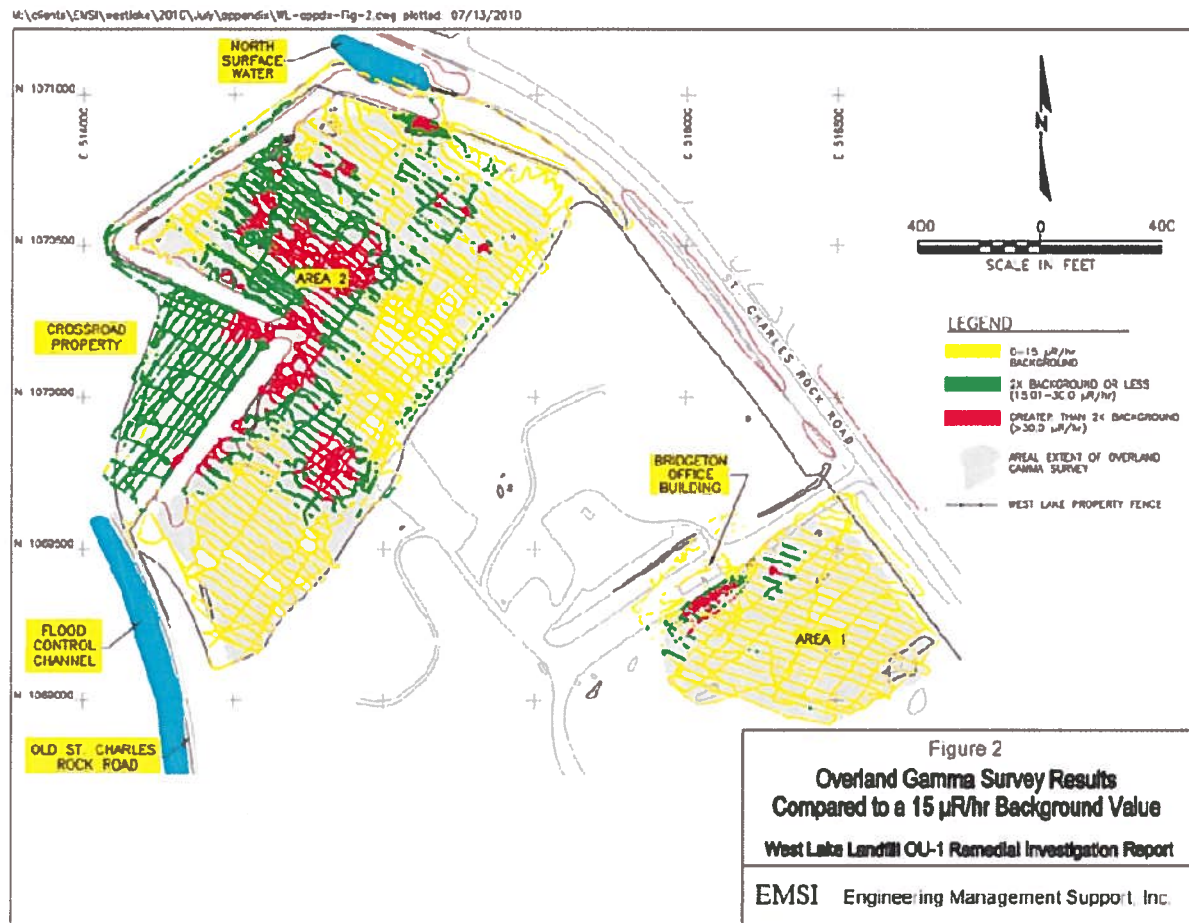 M:\clients\EMSI\westlake\2010\July\appendix\WL-appdx-Fig-2.dwg plotted: 07/13/2010
NORTH
SURFACE
WATER
N 1071000
E 514000
E 516000
E 516500
N
400
0
400
SCALE IN FEET
AREA 2
CROSSROAD
PROPERTY
N 1070000
ST. CHARLES ROCK ROAD
LEGEND
0-15 µR/hr
BACKGROUND
2X BACKGROUND OR LESS
(15.01-30.0 µR/hr)
GREATER THAN 2X BACKGROUND
(>30.0 µR/hr)
AREAL EXTENT OF OVERLAND
GAMMA SURVEY
WEST LAKE PROPERTY FENCE
BRIDGETON
OFFICE
BUILDING
N 1069500
FLOOD
CONTROL
CHANNEL
AREA 1
N 1069000
OLD ST. CHARLES
ROCK ROAD
Figure 2
Overland Gamma Survey Results
Compared to a 15 µR/hr Background Value
West Lake Landfill OU-1 Remedial Investigation Report
EMSI Engineering Management Support, Inc.